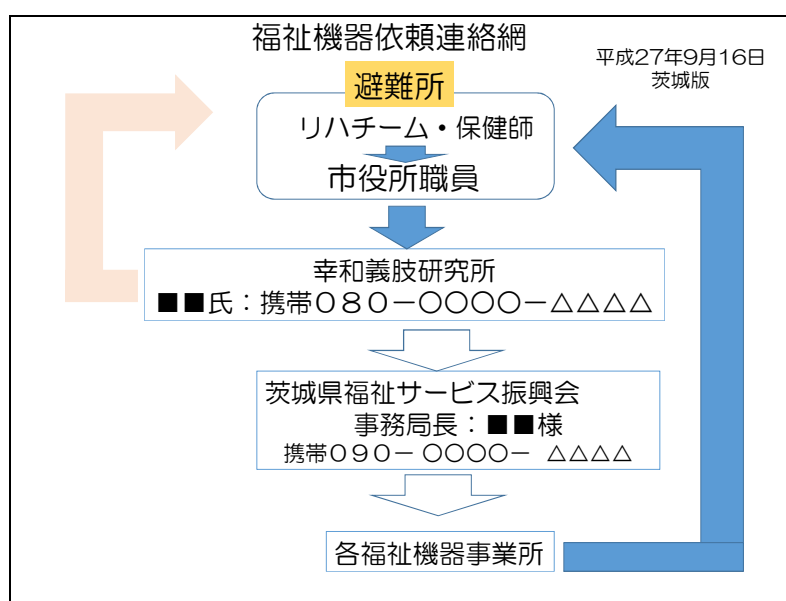 福祉機器依頼連絡網
平成27年9月16日
茨城版
避難所
リハチーム・保健師
市役所職員
幸和義肢研究所
■■氏：携帯０８０－〇〇〇〇－△△△△
茨城県福祉サービス振興会
事務局長：■■様
携帯０９０－〇〇〇〇－ △△△△
各福祉機器事業所